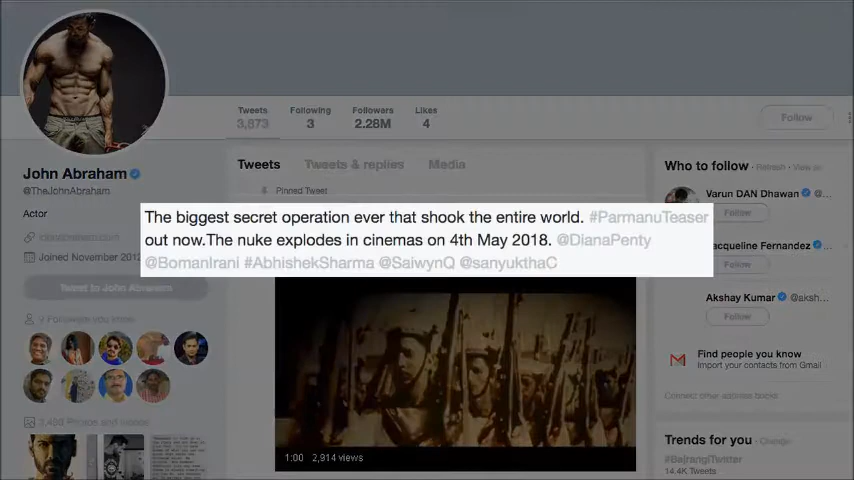 Tweets Following Followers Likes
3,873 3 2.28M 4
Follow
John Abraham
@TheJohnAbraham
Actor
Joined November 2012
Tweet to John Abraham
2 Followers you know
3,480 Photos and videos
Tweets Tweets & replies Media
Pinned Tweet
The biggest secret operation ever that shook the entire world. #ParmanuTeaser
out now.The nuke explodes in cinemas on 4th May 2018. @DianaPenty
@BomanIrani #AbhishekSharma @SaiwynQ @sanyukthaC
1:00 2,914 views
Who to follow · Refresh · View all
Varun DAN Dhawan @...
Follow
Jacqueline Fernandez ...
Follow
Akshay Kumar @aksh...
Follow
Find people you know
Import your contacts from Gmail
Connect other address books
Trends for you · Change
#BajrangiTwitter
14.4K Tweets